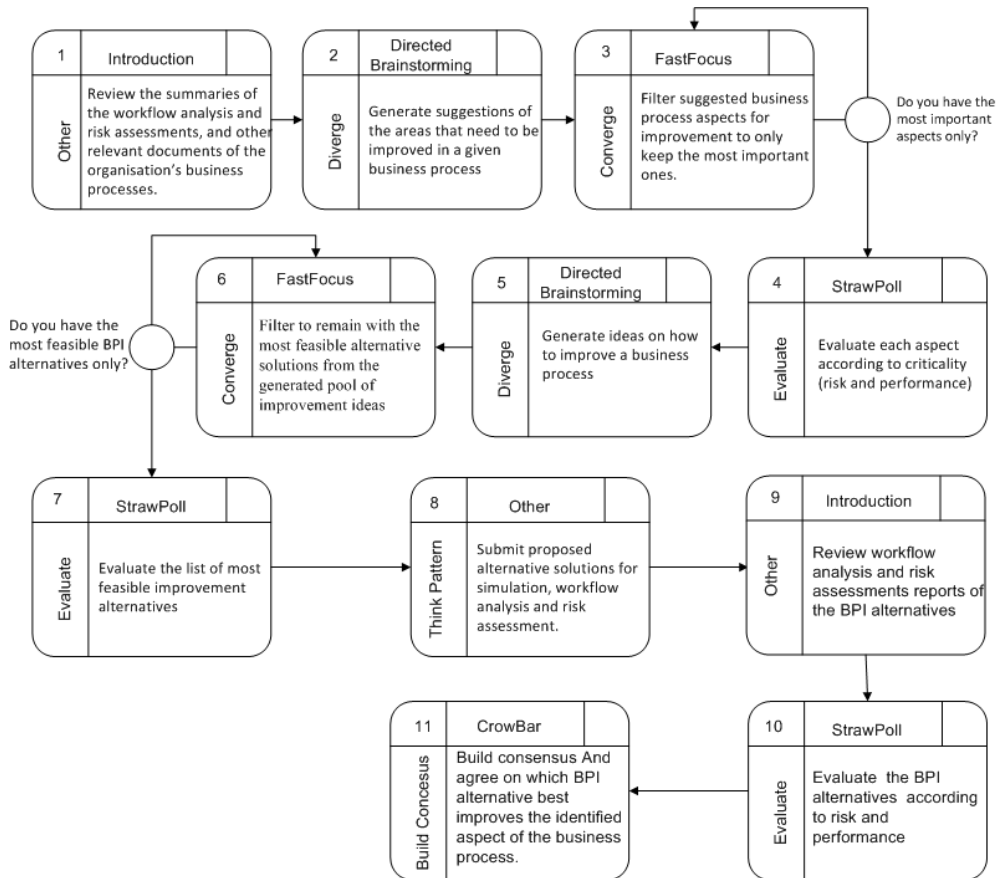 1
Introduction
Other
Review the summaries of
the workflow analysis and
risk assessments, and other
relevant documents of the
organisation's business
processes.
2
Directed
Brainstorming
Diverge
Generate suggestions of
the areas that need to be
improved in a given
business process
3
FastFocus
Converge
Filter suggested business
process aspects for
improvement to only
keep the most important
ones.
Do you have the
most important
aspects only?
4
StrawPoll
Evaluate
Evaluate each aspect
according to criticality
(risk and performance)
5
Directed
Brainstorming
Diverge
Generate ideas on how
to improve a business
process
6
FastFocus
Converge
Filter to remain with the
most feasible alternative
solutions from the
generated pool of
improvement ideas
Do you have the
most feasible BPI
alternatives only?
7
StrawPoll
Evaluate
Evaluate the list of most
feasible improvement
alternatives
8
Other
Think Pattern
Submit proposed
alternative solutions for
simulation, workflow
analysis and risk
assessment.
9
Introduction
Other
Review workflow
analysis and risk
assessments reports of
the BPI alternatives
10
StrawPoll
Evaluate
Evaluate the BPI
alternatives according
to risk and
performance
11
CrowBar
Build Concesus
Build consensus And
agree on which BPI
alternative best
improves the identified
aspect of the business
process.